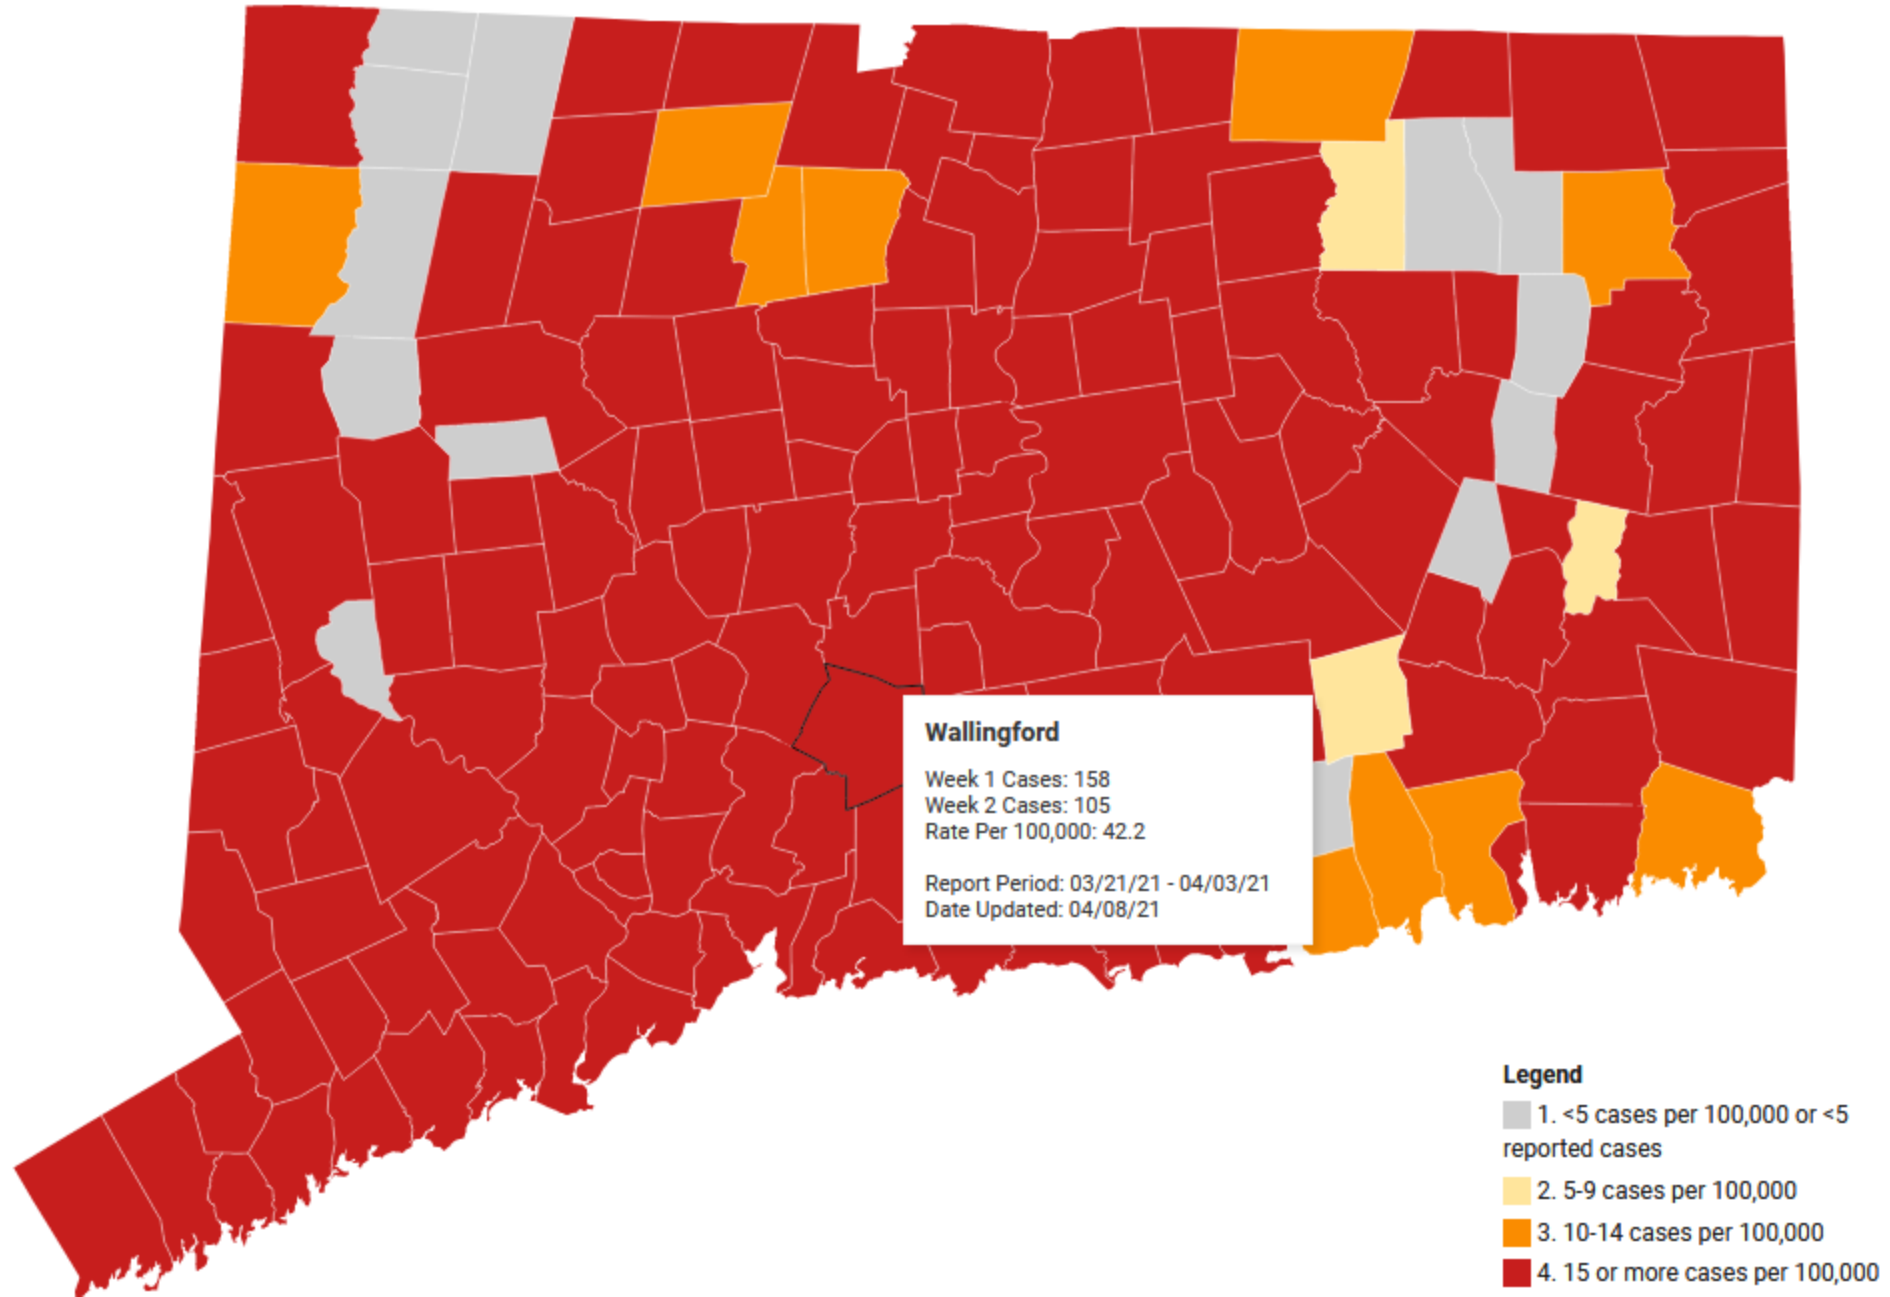 Wallingford
Week 1 Cases: 158
Week 2 Cases: 105
Rate Per 100,000: 42.2
Report Period: 03/21/21 - 04/03/21
Date Updated: 04/08/21
Legend
1. <5 cases per 100,000 or <5
reported cases
2. 5-9 cases per 100,000
3. 10-14 cases per 100,000
4. 15 or more cases per 100,000